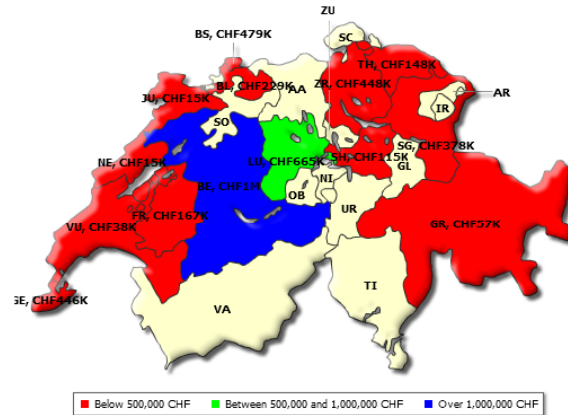 ZU
BS, CHF479K
SC
TH, CHF148K
BL, CHF229K
ZR, CHF448K
AA
AR
JU, CHF15K
IR
SO
SG, CHF378K
NE, CHF15K
LU, CHF665K
SH, CHF115K
GL
BE, CHF1M
NI
OB
FR, CHF167K
UR
GR, CHF57K
VU, CHF38K
TI
GE, CHF446K
VA
Below 500,000 CHF
Between 500,000 and 1,000,000 CHF
Over 1,000,000 CHF